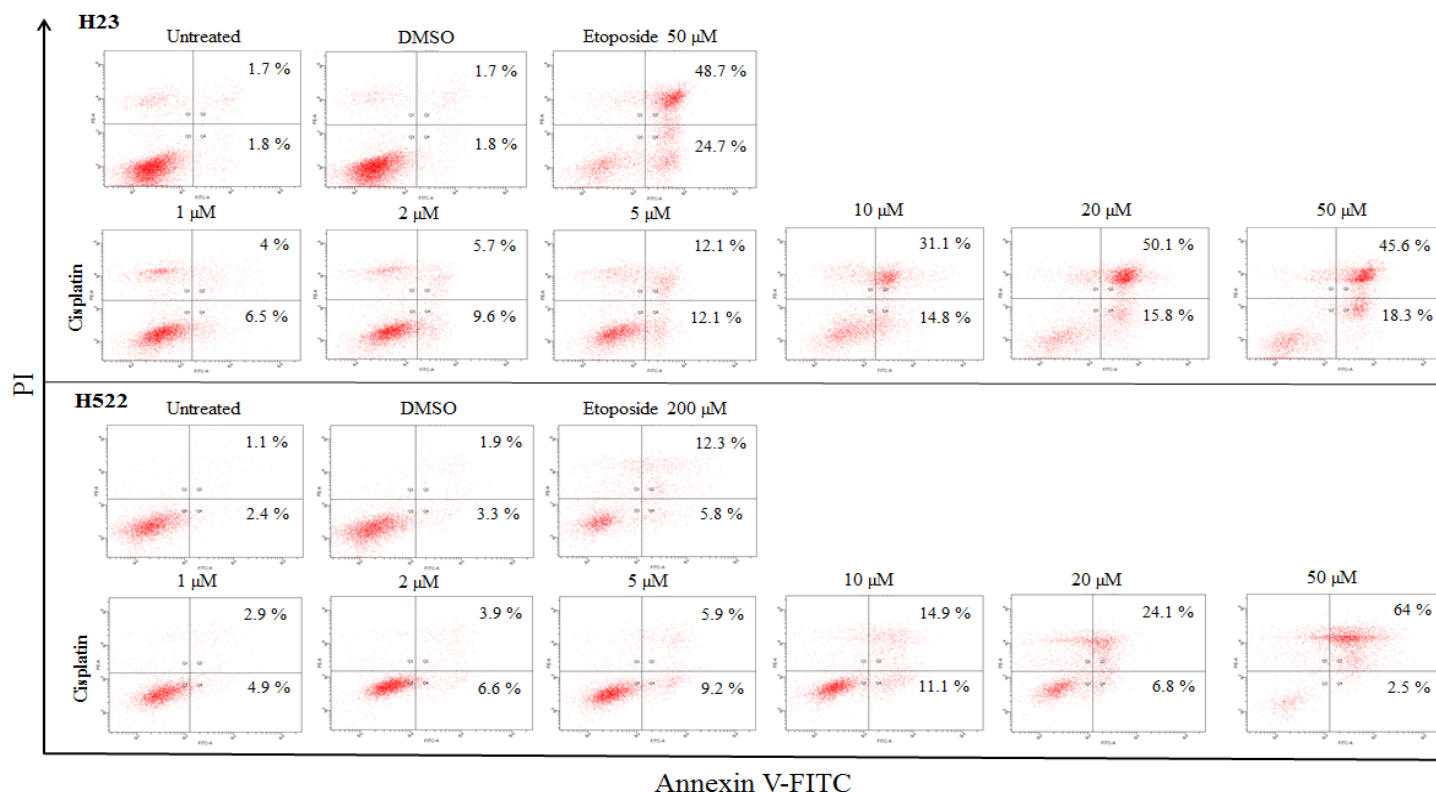 H23
Untreated DMSO Etoposide 50 µM
1.7 % 1.7 % 48.7 %
1.8 % 1.8 % 24.7 %
1 µM 2 µM 5 µM 10 µM 20 µM 50 µM
4 % 5.7 % 12.1 % 31.1 % 50.1 % 45.6 %
Cisplatin
6.5 % 9.6 % 12.1 % 14.8 % 15.8 % 18.3 %
PI
H522
Untreated DMSO Etoposide 200 µM
1.1 % 1.9 % 12.3 %
2.4 % 3.3 % 5.8 %
1 µM 2 µM 5 µM 10 µM 20 µM 50 µM
2.9 % 3.9 % 5.9 % 14.9 % 24.1 % 64 %
Cisplatin
4.9 % 6.6 % 9.2 % 11.1 % 6.8 % 2.5 %
Annexin V-FITC